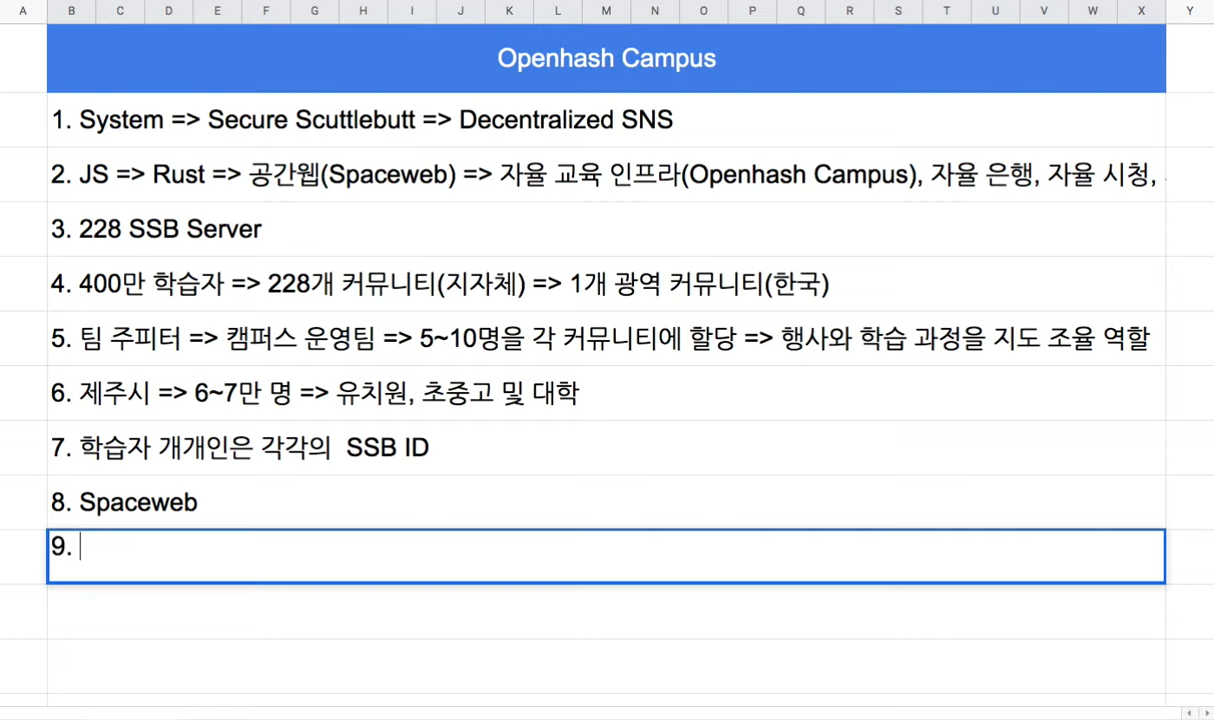 A B C D E F G H I J K L M N O P Q R S T U V W X Y
Openhash Campus
1. System => Secure Scuttlebutt => Decentralized SNS
2. JS => Rust => 공간웹(Spaceweb) => 자율 교육 인프라(Openhash Campus), 자율 은행, 자율 시청,
3. 228 SSB Server
4. 400만 학습자 => 228개 커뮤니티(지자체) => 1개 광역 커뮤니티(한국)
5. 팀 주피터 => 캠퍼스 운영팀 => 5~10명을 각 커뮤니티에 할당 => 행사와 학습 과정을 지도 조율 역할
6. 제주시 => 6~7만 명 => 유치원, 초중고 및 대학
7. 학습자 개개인은 각각의  SSB ID
8. Spaceweb
9.